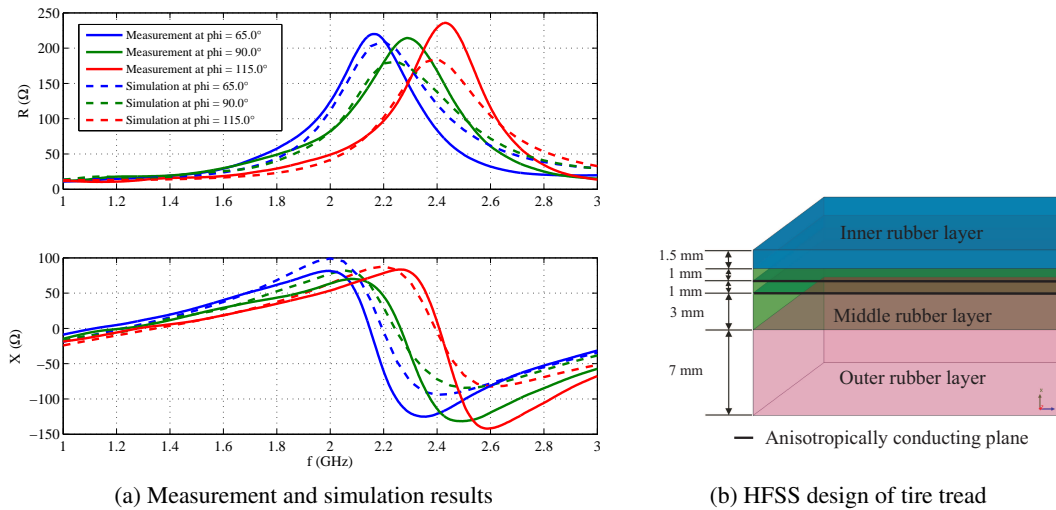 250
200
150
100
50
0
R (Ω)
Measurement at phi = 65.0°
Measurement at phi = 90.0°
Measurement at phi = 115.0°
Simulation at phi = 65.0°
Simulation at phi = 90.0°
Simulation at phi = 115.0°
1 1.2 1.4 1.6 1.8 2 2.2 2.4 2.6 2.8 3
100
50
0
−50
−100
−150
X (Ω)
1 1.2 1.4 1.6 1.8 2 2.2 2.4 2.6 2.8 3
f (GHz)
(a) Measurement and simulation results
Inner rubber layer
1.5 mm
1 mm
1 mm
3 mm
Middle rubber layer
7 mm
Outer rubber layer
Anisotropically conducting plane
(b) HFSS design of tire tread